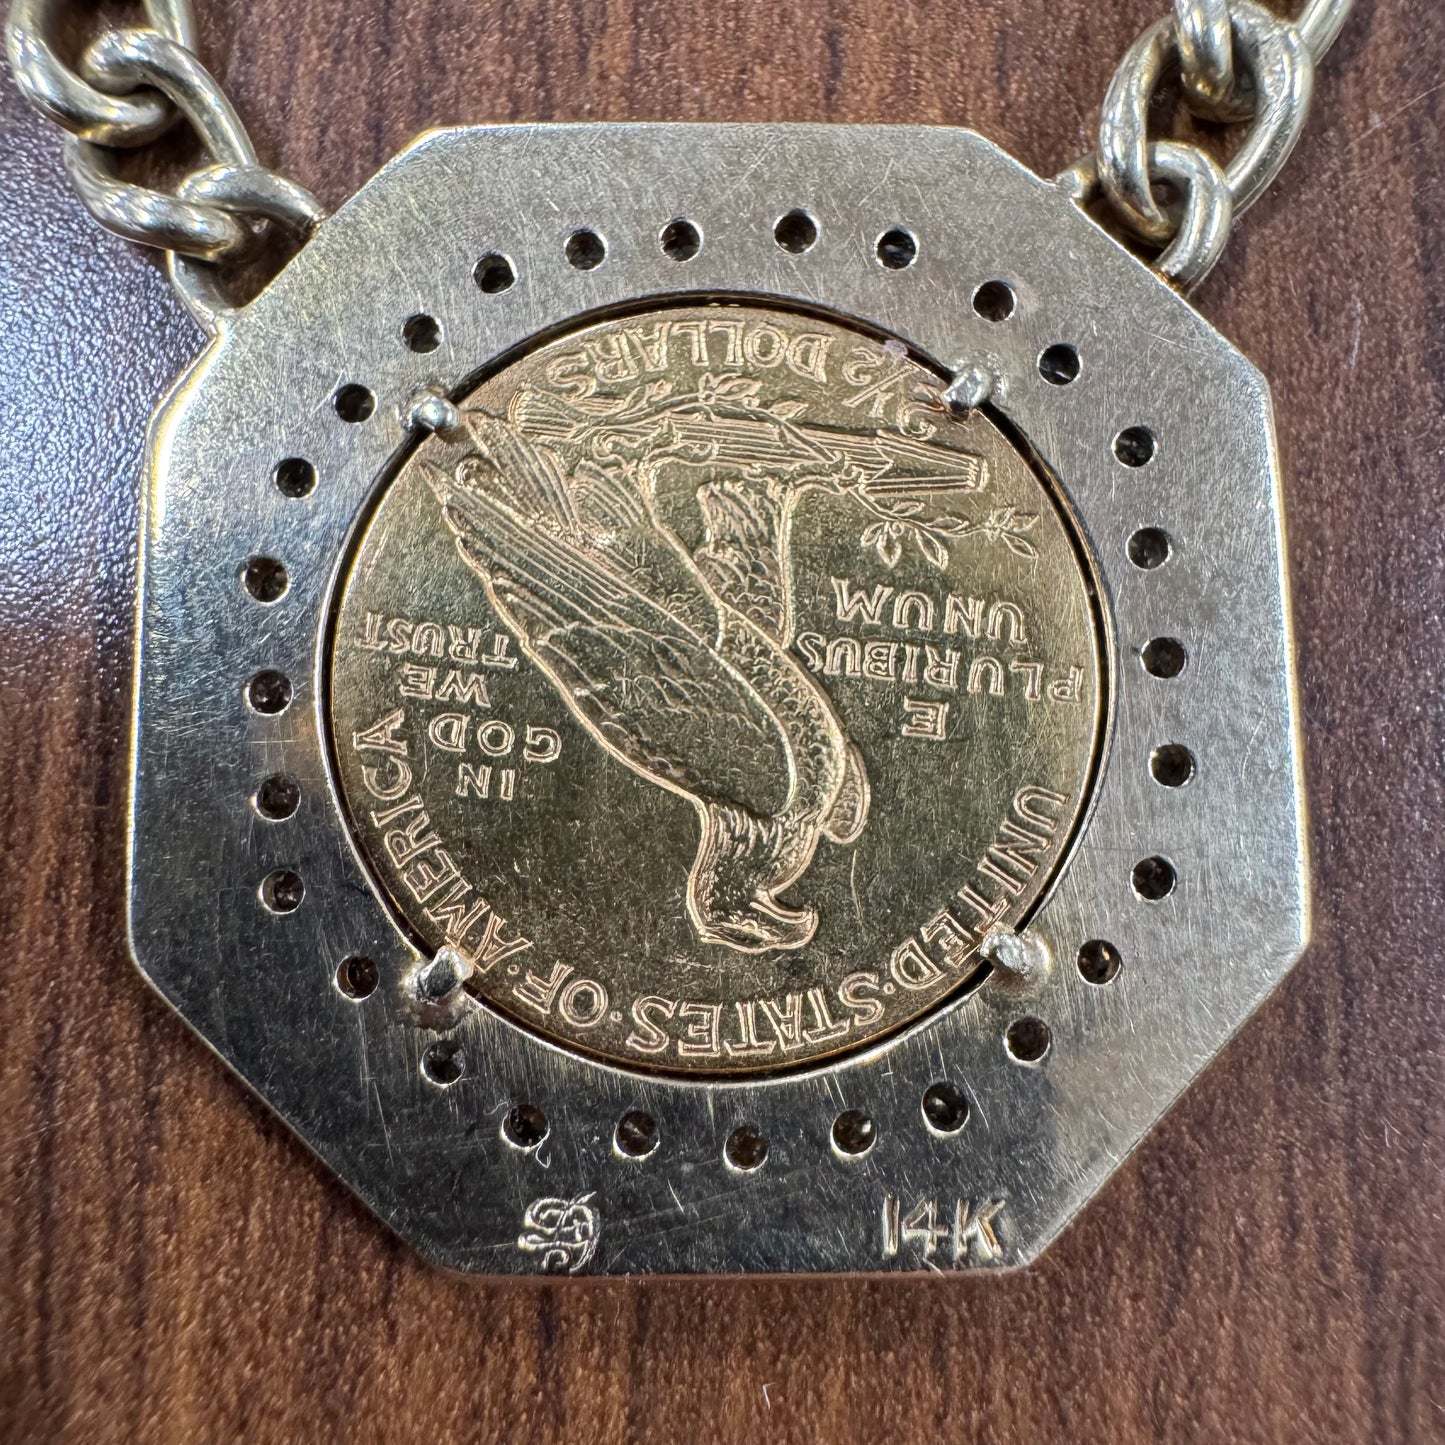 UNITED·STATES·OF·AMERICA
E
PLURIBUS
UNUM
IN
GOD
WE
TRUST
2½ DOLLARS
14K